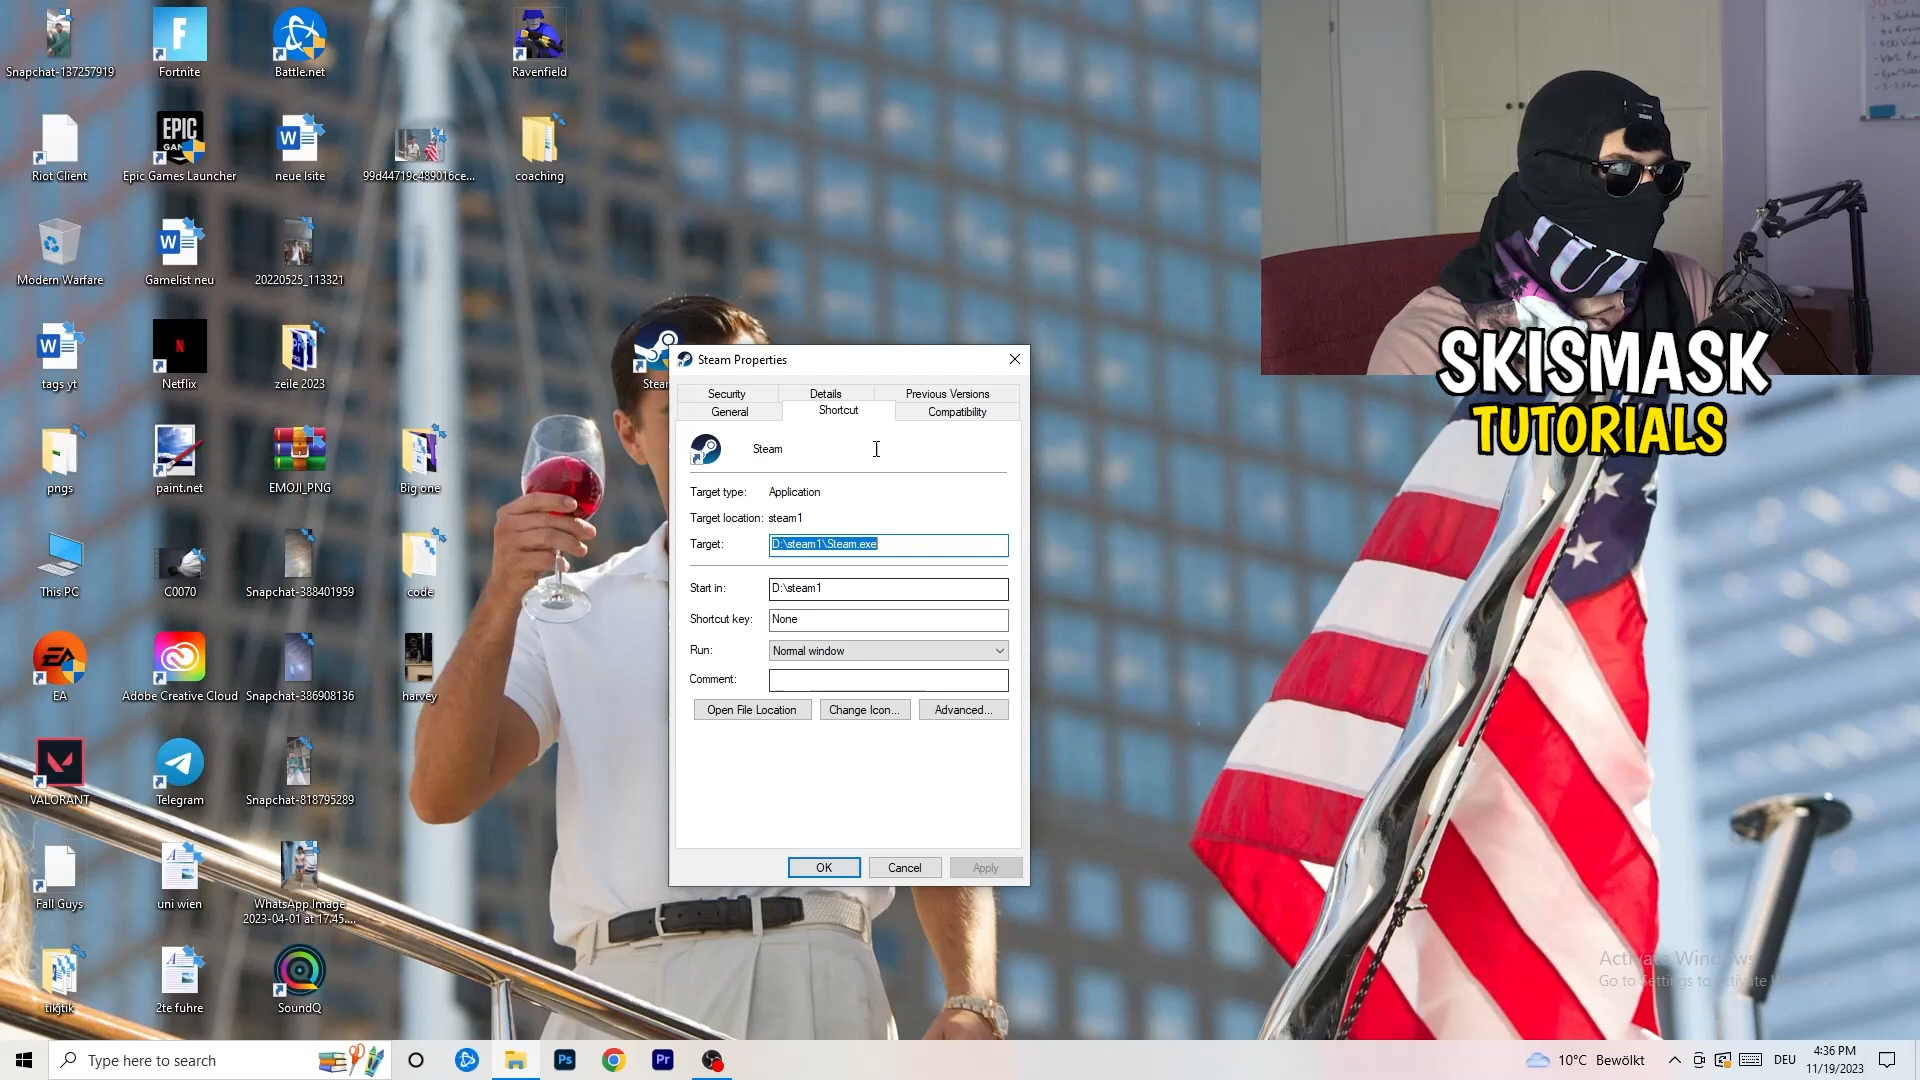 Snapchat-137257919
Fortnite
Battle.net
Ravenfield
Riot Client
EPIC
Epic Games Launcher
neue lsite
99d44719c489016ce...
coaching
Modern Warfare
Gamelist neu
20220525_113321
tags yt
Netflix
zeile 2023
pngs
paint.net
EMOJI_PNG
Big one
This PC
C0070
Snapchat-388401959
code
EA
Adobe Creative Cloud
Snapchat-386908136
harvey
VALORANT
Telegram
Snapchat-818795289
Fall Guys
uni wien
WhatsApp Image
2023-04-01 at 17.45....
tikjtik
2te fuhre
SoundQ
Steam Properties
Security
Details
Previous Versions
General
Shortcut
Compatibility
Steam
Target type:
Application
Target location:
steam1
Target:
D:\steam1\Steam.exe
Start in:
D:\steam1
Shortcut key:
None
Run:
Normal window
Comment:
Open File Location
Change Icon...
Advanced...
OK
Cancel
Apply
SKISMASK
TUTORIALS
Type here to search
Ps
Pr
10°C Bewölkt
DEU
4:36 PM
11/19/2023